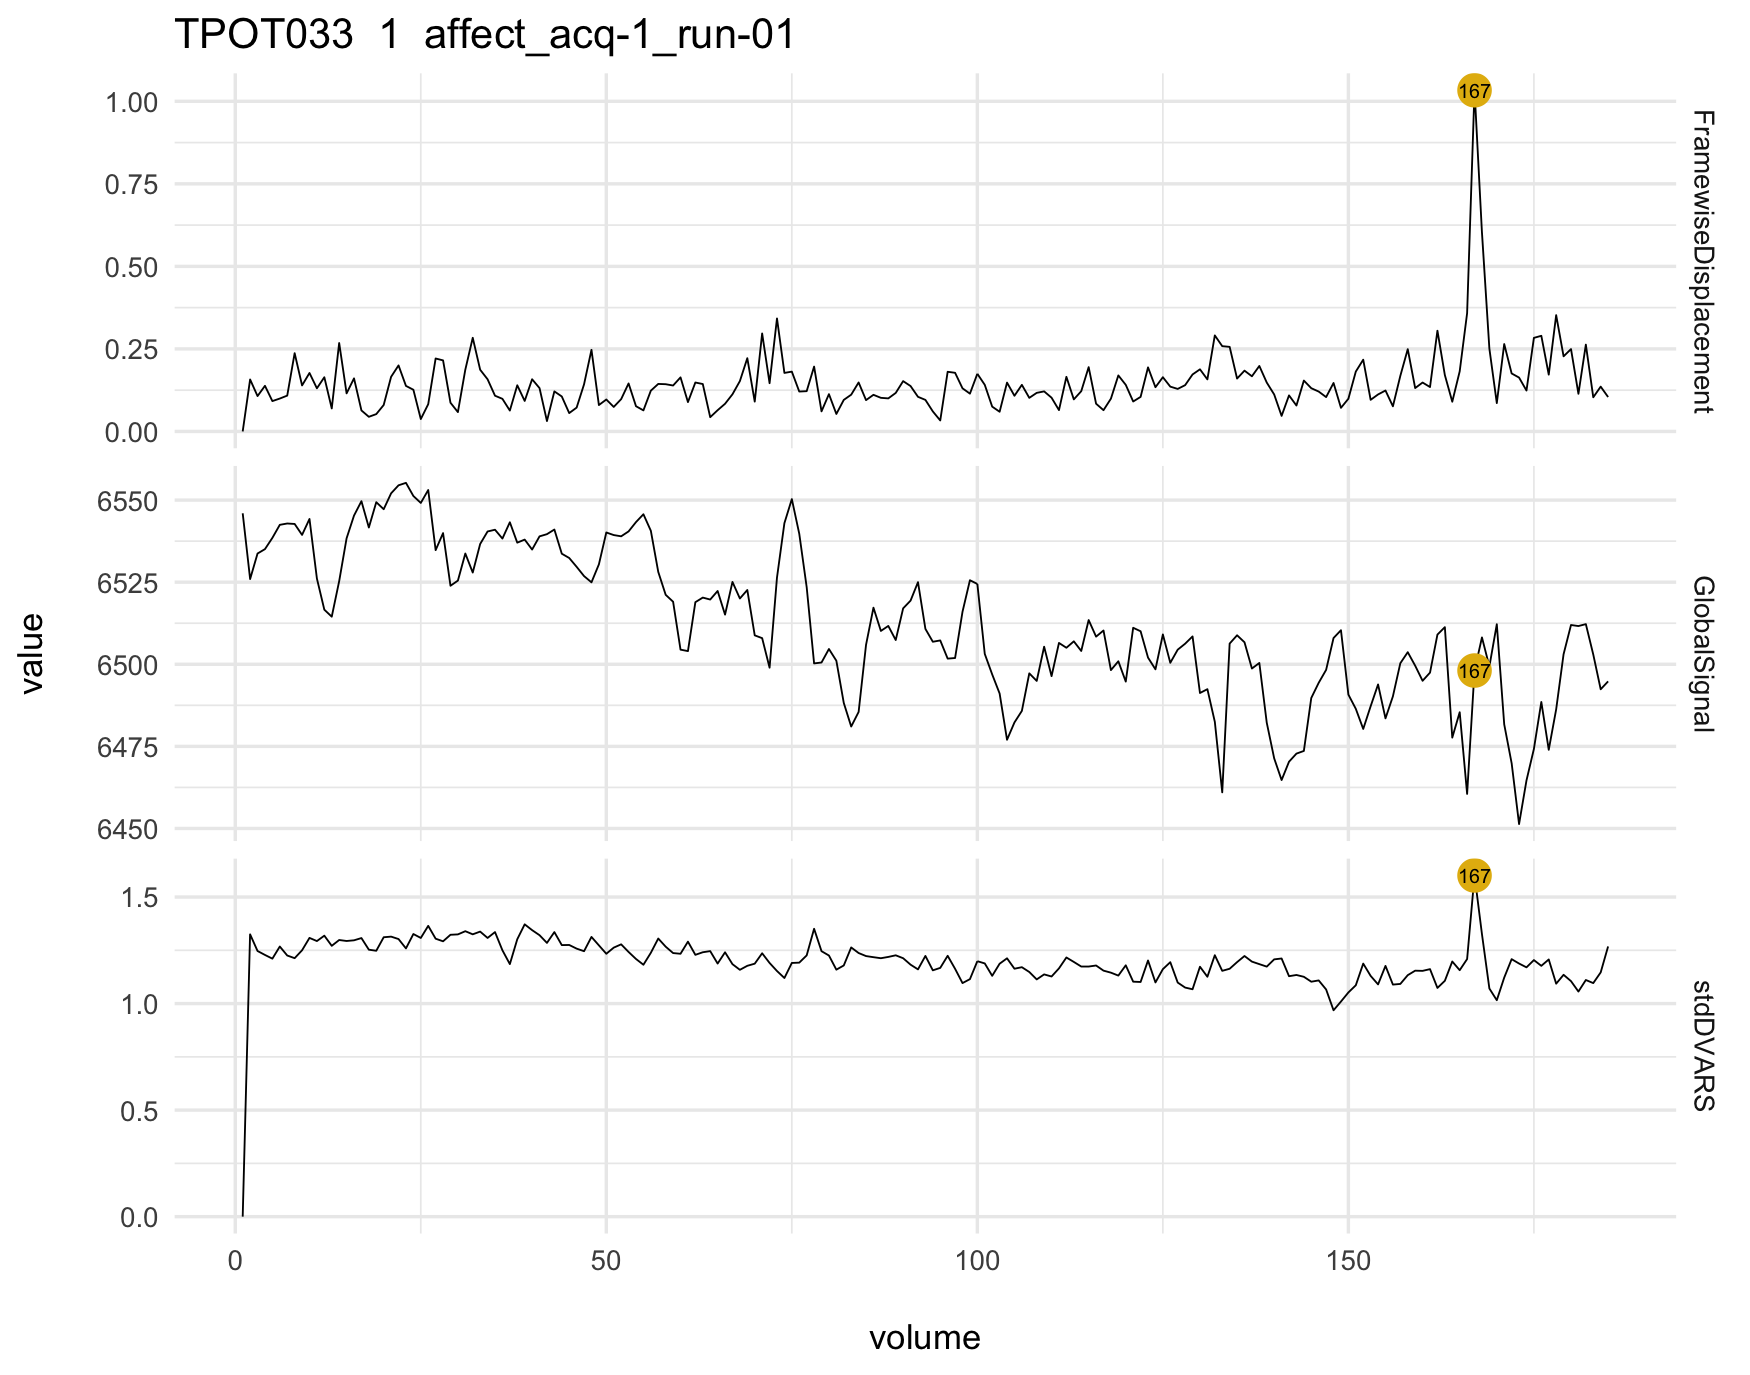 TPOT033 1 affect_acq-1_run-01
1.00
0.75
0.50
0.25
0.00
167
FramewiseDisplacement
6550
6525
6500
6475
6450
167
GlobalSignal
value
1.5
1.0
0.5
0.0
167
stdDVARS
0 50 100 150
volume